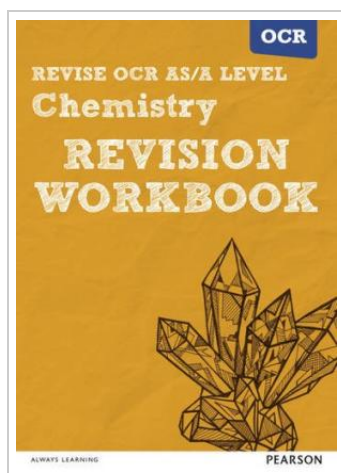 OCR
REVISE OCR AS/A LEVEL
Chemistry
REVISION
WORKBOOK
ALWAYS LEARNING
PEARSON